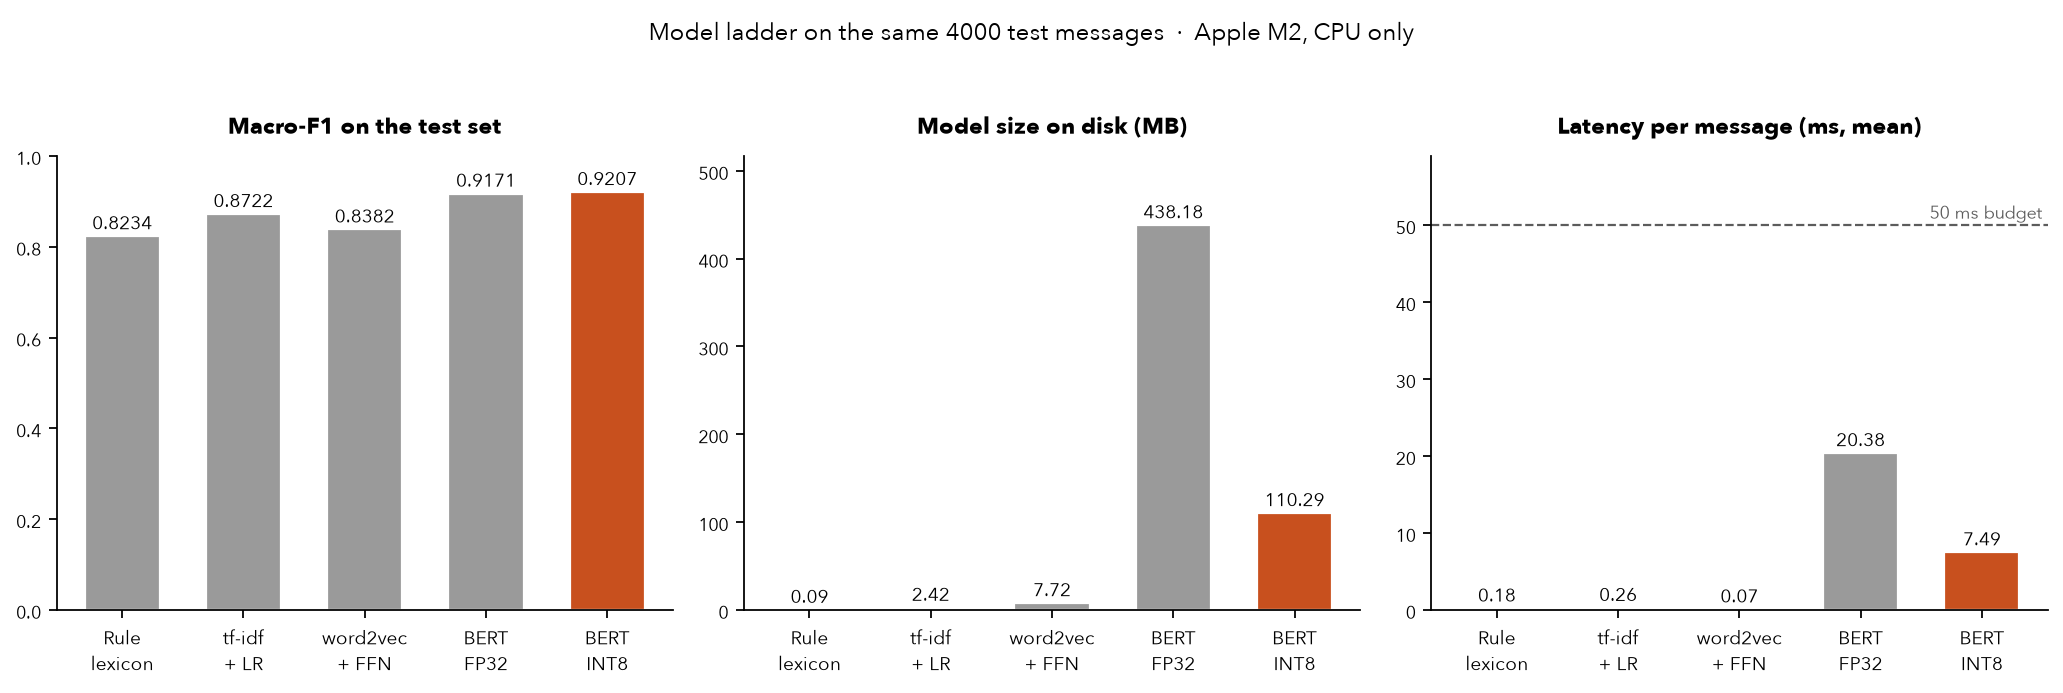 Model ladder on the same 4000 test messages · Apple M2, CPU only
Macro-F1 on the test set
1.0
0.8
0.6
0.4
0.2
0.0
0.8234
0.8722
0.8382
0.9171
0.9207
Rule
lexicon
tf-idf
+ LR
word2vec
+ FFN
BERT
FP32
BERT
INT8
Model size on disk (MB)
500
400
300
200
100
0
0.09
2.42
7.72
438.18
110.29
Rule
lexicon
tf-idf
+ LR
word2vec
+ FFN
BERT
FP32
BERT
INT8
Latency per message (ms, mean)
50
40
30
20
10
0
50 ms budget
0.18
0.26
0.07
20.38
7.49
Rule
lexicon
tf-idf
+ LR
word2vec
+ FFN
BERT
FP32
BERT
INT8